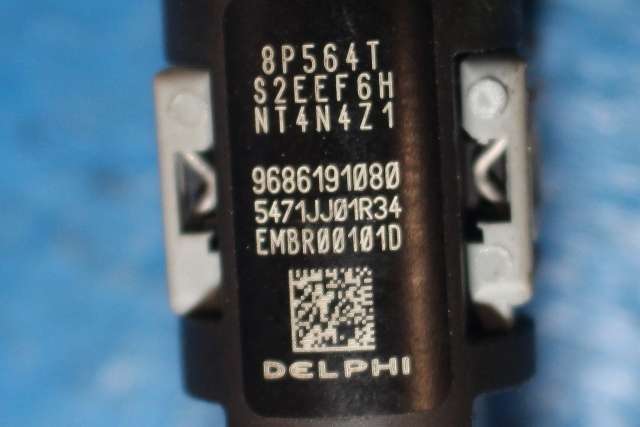 8P564T
S2EEF6H
NT4N4Z1
9686191080
5471JJ01R34
EMBR00101D
DELPHI